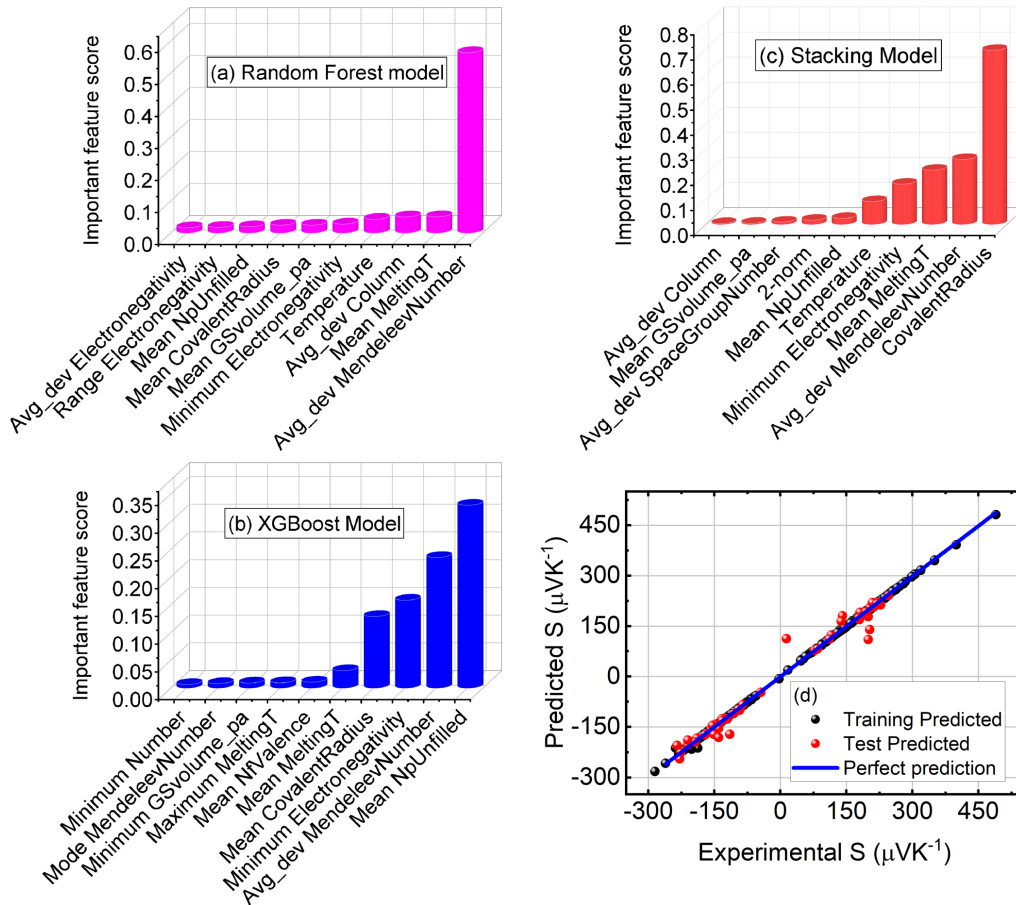 Important feature score
0.6
0.5
0.4
0.3
0.2
0.1
0.0
(a) Random Forest model
Avg_dev Electronegativity
Range Electronegativity
Mean NpUnfilled
Mean CovalentRadius
Mean GSvolume_pa
Minimum Electronegativity
Temperature
Avg_dev Column
Mean MeltingT
Avg_dev MendeleevNumber
Important feature score
0.8
0.7
0.6
0.5
0.4
0.3
0.2
0.1
0.0
(c) Stacking Model
Avg_dev Column
Mean GSvolume_pa
Avg_dev SpaceGroupNumber
2-norm
Mean NpUnfilled
Temperature
Minimum Electronegativity
Mean MeltingT
Avg_dev MendeleevNumber
CovalentRadius
Important feature score
0.35
0.30
0.25
0.20
0.15
0.10
0.05
0.00
(b) XGBoost Model
Minimum Number
Mode MendeleevNumber
Minimum GSvolume_pa
Maximum MeltingT
Mean NfValence
Mean MeltingT
Mean CovalentRadius
Minimum Electronegativity
Avg_dev MendeleevNumber
Mean NpUnfilled
Predicted S (μVK⁻¹)
450
300
150
0
-150
-300
(d)
Training Predicted
Test Predicted
Perfect prediction
-300 -150 0 150 300 450
Experimental S (μVK⁻¹)